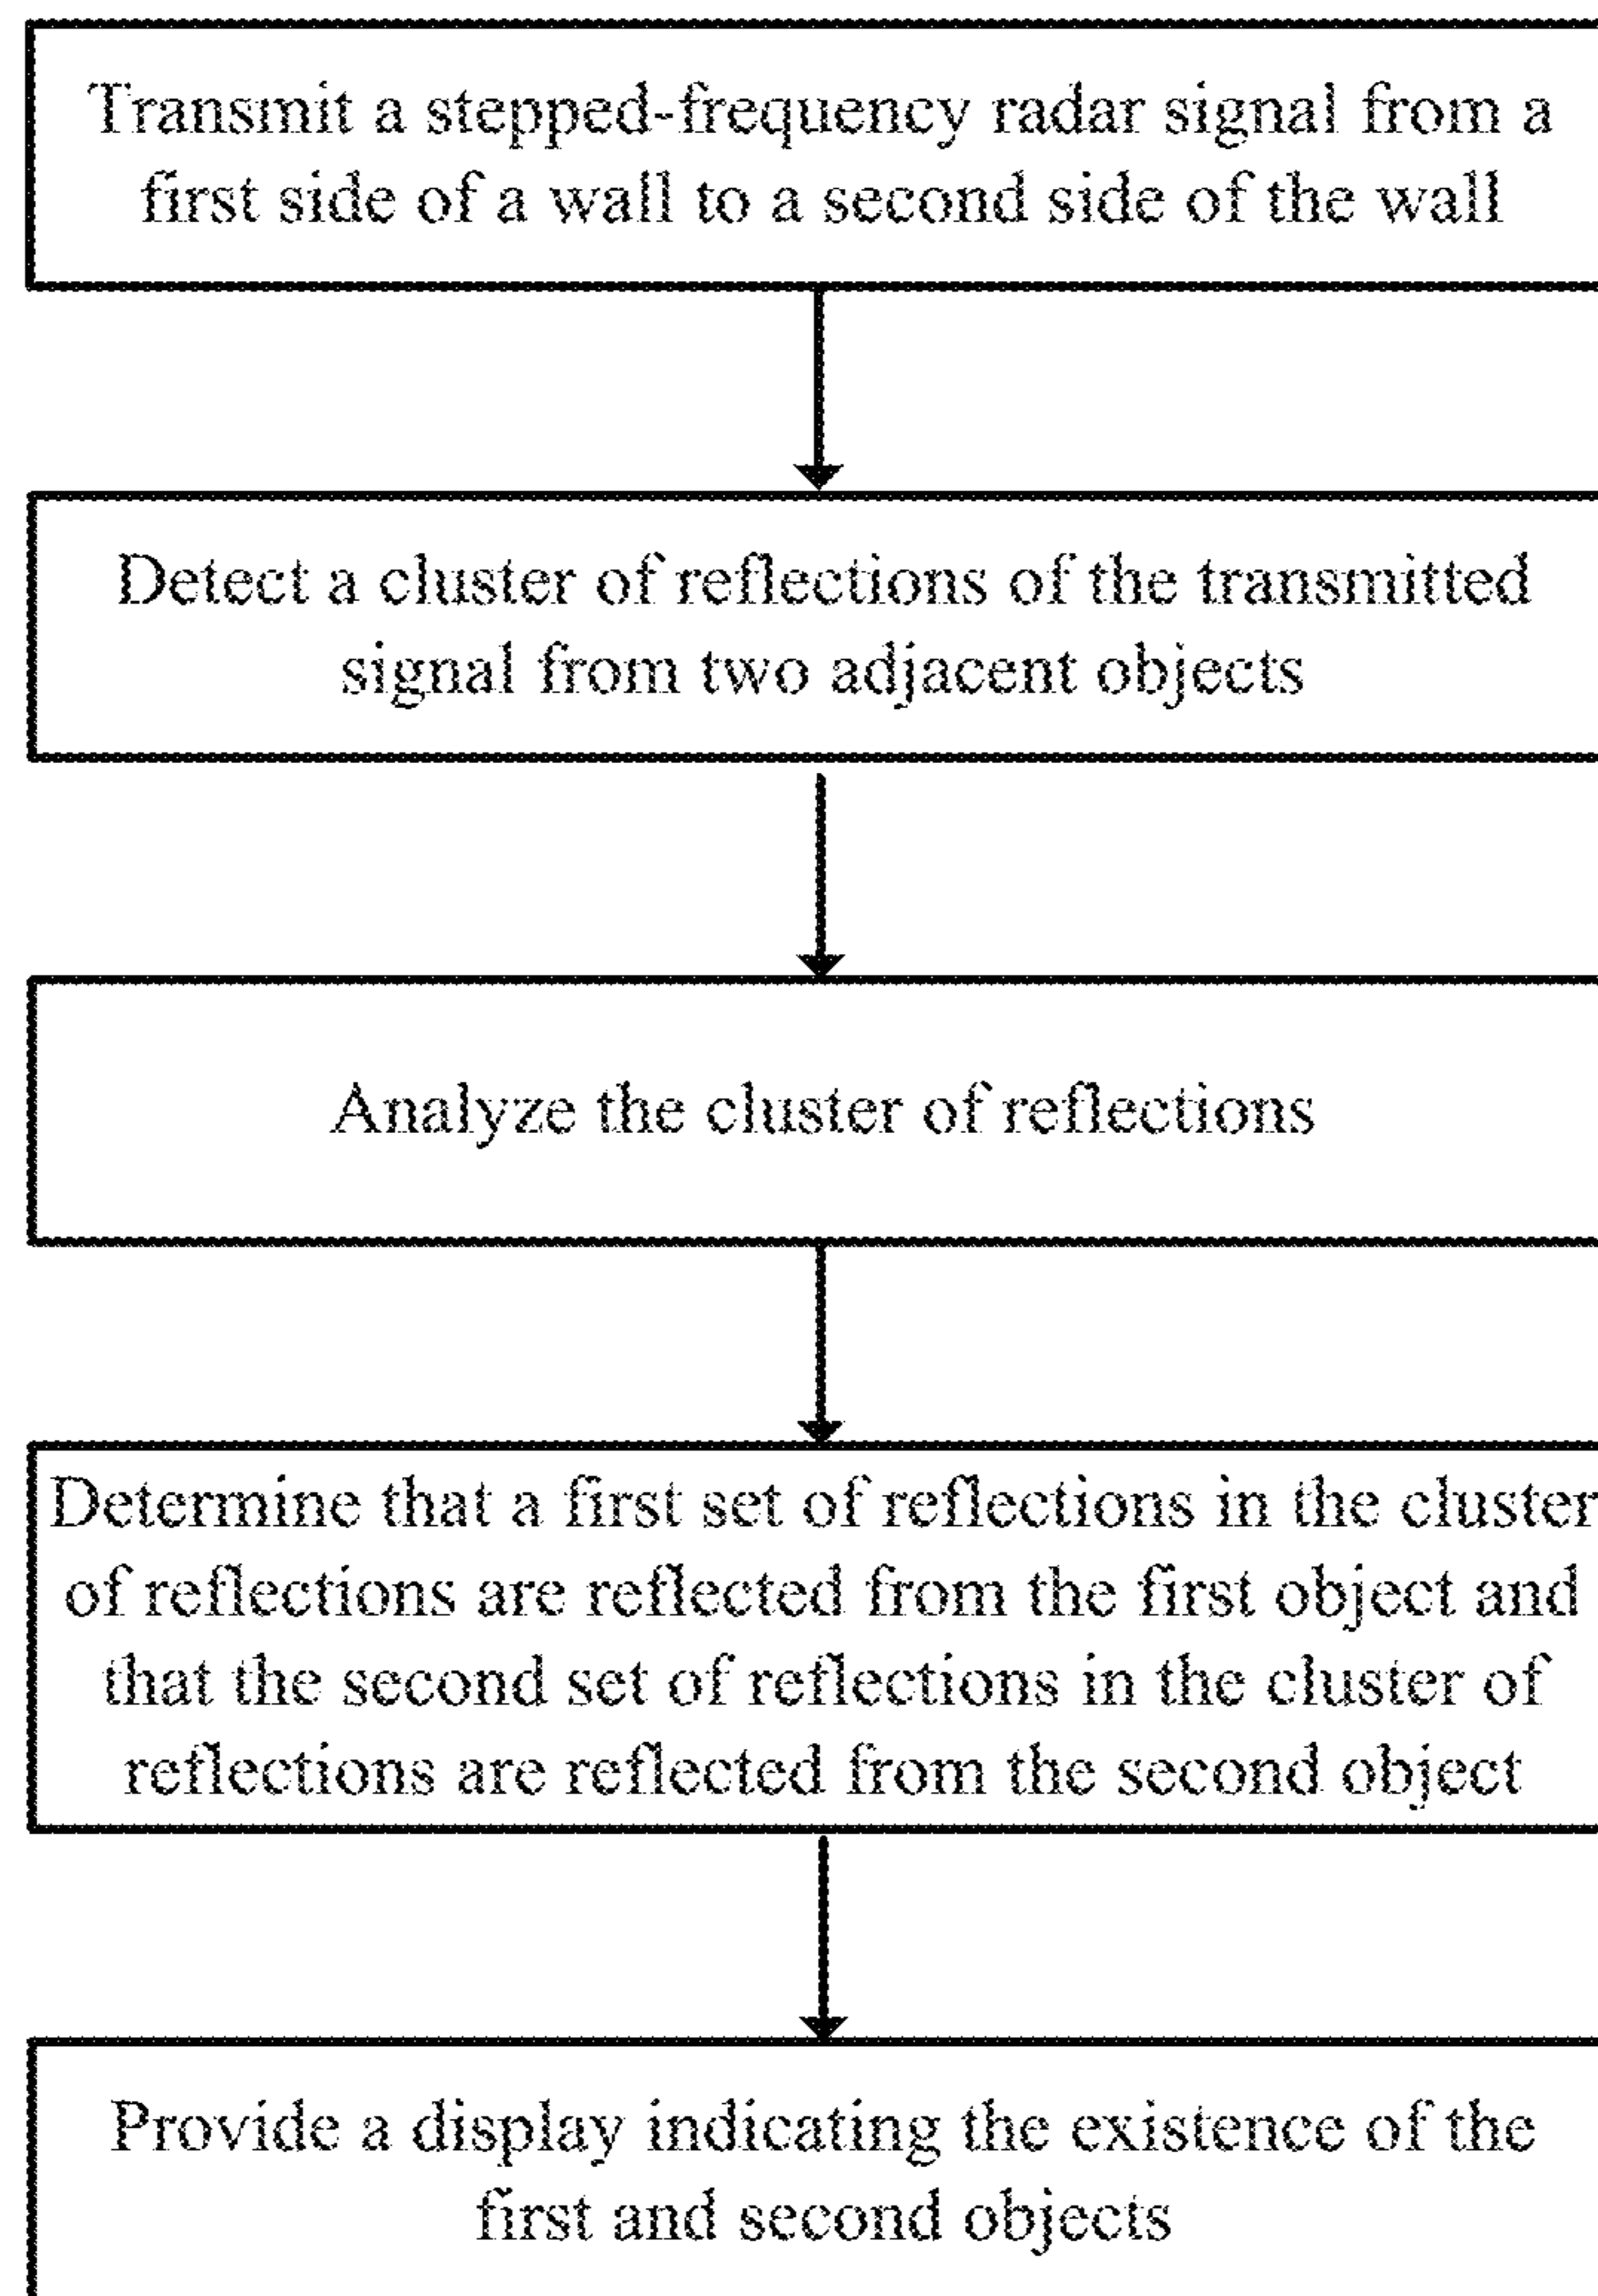 Transmit a stepped-frequency radar signal from a
first side of a wall to a second side of the wall
Detect a cluster of reflections of the transmitted
signal from two adjacent objects
Analyze the cluster of reflections
Determine that a first set of reflections in the cluster
of reflections are reflected from the first object and
that the second set of reflections in the cluster of
reflections are reflected from the second object
Provide a display indicating the existence of the
first and second objects